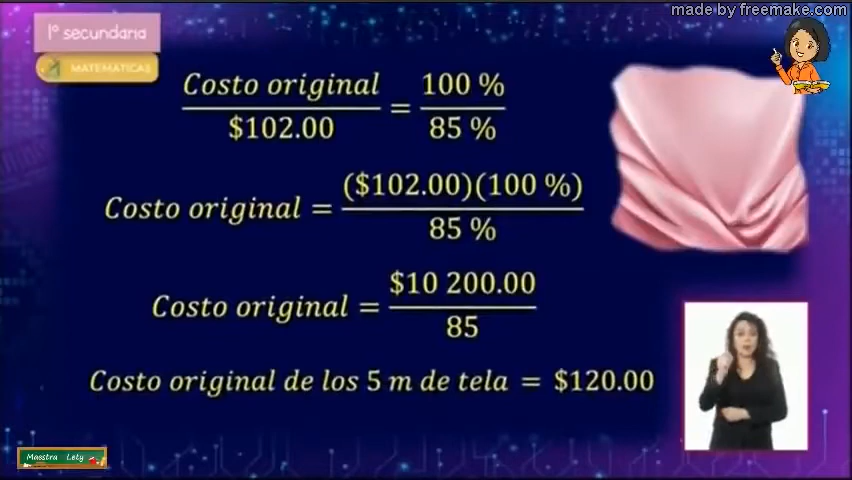 made by freemake.com
1° secundaria
MATEMÁTICAS
Costo original / $102.00 = 100 % / 85 %
Costo original = ($102.00)(100 %) / 85 %
Costo original = $10 200.00 / 85
Costo original de los 5 m de tela = $120.00
Maestra Lety